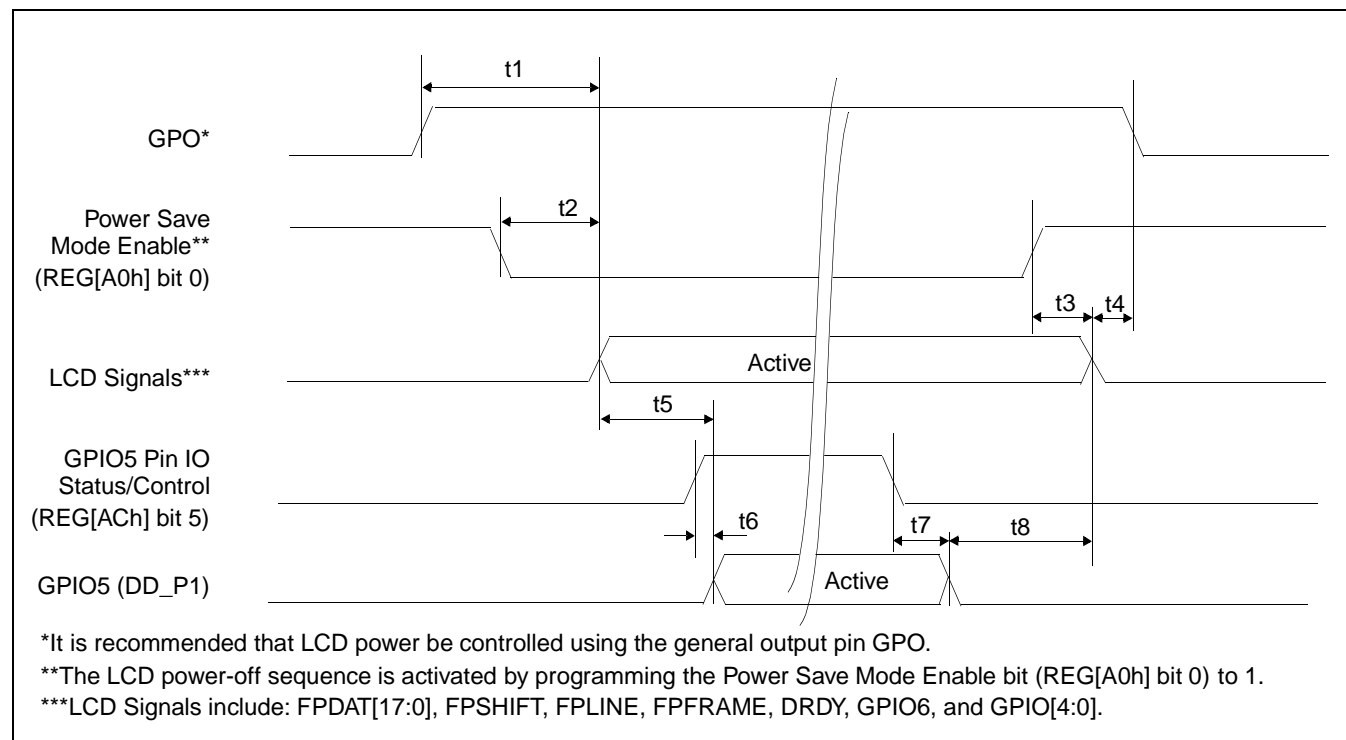 t1
GPO*
Power Save
Mode Enable**
(REG[A0h] bit 0)
t2
t3
t4
LCD Signals***
Active
t5
GPIO5 Pin IO
Status/Control
(REG[ACh] bit 5)
t6
t7
t8
GPIO5 (DD_P1)
Active
*It is recommended that LCD power be controlled using the general output pin GPO.
**The LCD power-off sequence is activated by programming the Power Save Mode Enable bit (REG[A0h] bit 0) to 1.
***LCD Signals include: FPDAT[17:0], FPSHIFT, FPLINE, FPFRAME, DRDY, GPIO6, and GPIO[4:0].